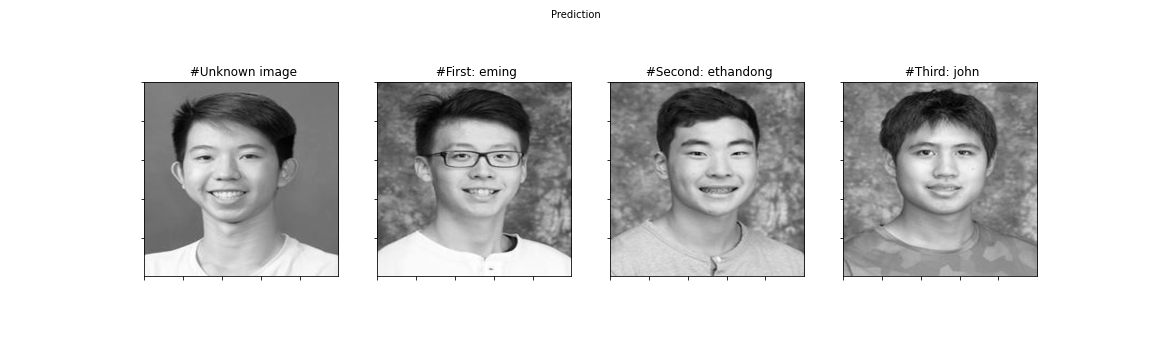 Prediction
#Unknown image
#First: eming
#Second: ethandong
#Third: john